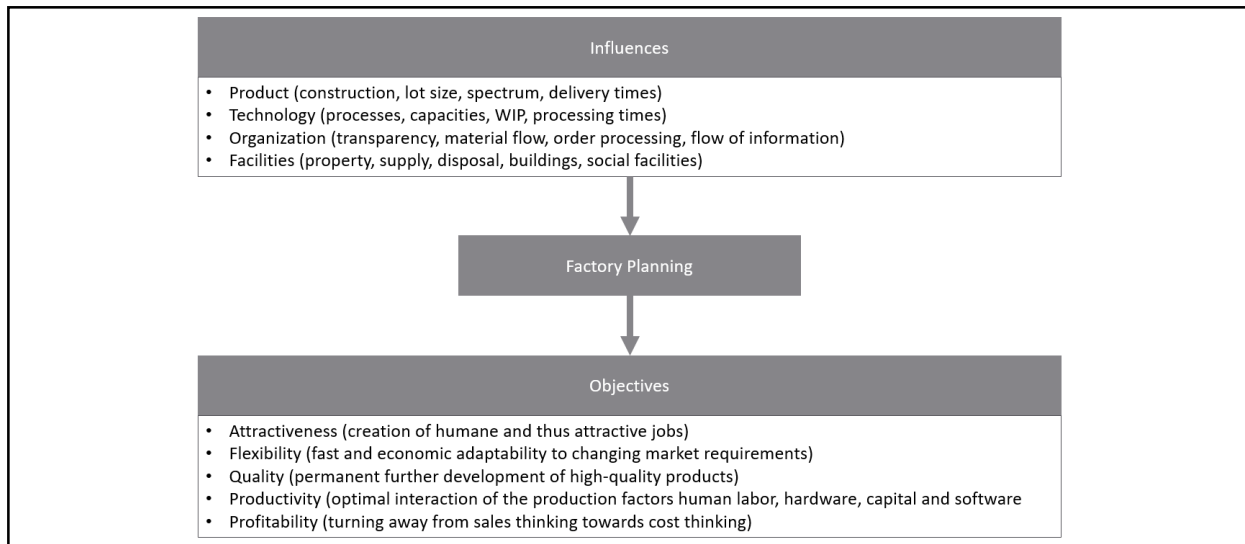 Influences
• Product (construction, lot size, spectrum, delivery times)
• Technology (processes, capacities, WIP, processing times)
• Organization (transparency, material flow, order processing, flow of information)
• Facilities (property, supply, disposal, buildings, social facilities)
Factory Planning
Objectives
• Attractiveness (creation of humane and thus attractive jobs)
• Flexibility (fast and economic adaptability to changing market requirements)
• Quality (permanent further development of high-quality products)
• Productivity (optimal interaction of the production factors human labor, hardware, capital and software
• Profitability (turning away from sales thinking towards cost thinking)